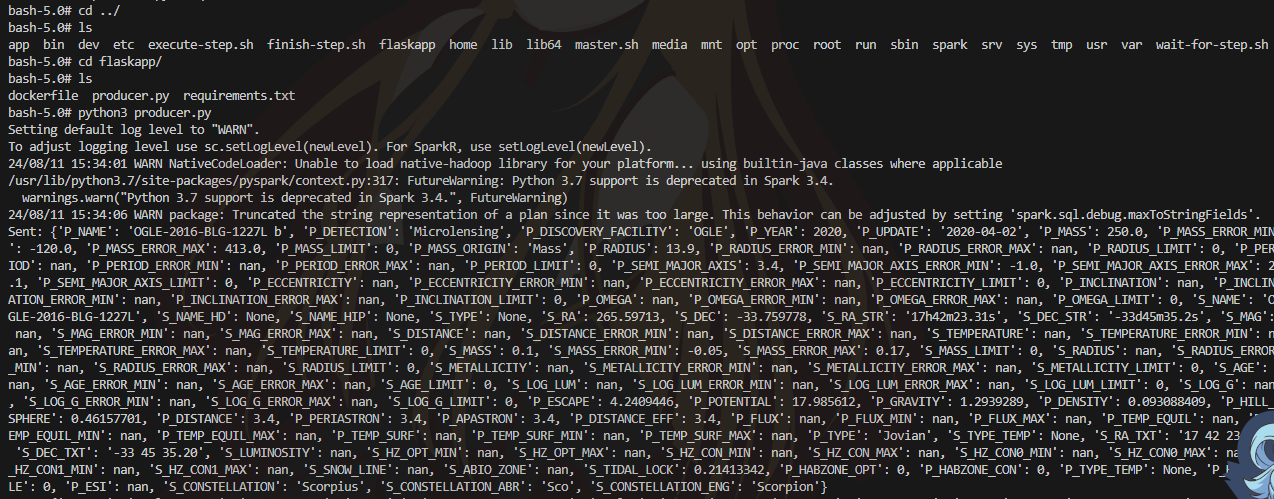 bash-5.0# cd ../
bash-5.0# ls
app  bin  dev  etc  execute-step.sh  finish-step.sh  flaskapp  home  lib  lib64  master.sh  media  mnt  opt  proc  root  run  sbin  spark  srv  sys  tmp  usr  var  wait-for-step.sh
bash-5.0# cd flaskapp/
bash-5.0# ls
dockerfile  producer.py  requirements.txt
bash-5.0# python3 producer.py
Setting default log level to "WARN".
To adjust logging level use sc.setLogLevel(newLevel). For SparkR, use setLogLevel(newLevel).
24/08/11 15:34:01 WARN NativeCodeLoader: Unable to load native-hadoop library for your platform... using builtin-java classes where applicable
/usr/lib/python3.7/site-packages/pyspark/context.py:317: FutureWarning: Python 3.7 support is deprecated in Spark 3.4.
  warnings.warn("Python 3.7 support is deprecated in Spark 3.4.", FutureWarning)
24/08/11 15:34:06 WARN package: Truncated the string representation of a plan since it was too large. This behavior can be adjusted by setting 'spark.sql.debug.maxToStringFields'.
Sent: {'P_NAME': 'OGLE-2016-BLG-1227L b', 'P_DETECTION': 'Microlensing', 'P_DISCOVERY_FACILITY': 'OGLE', 'P_YEAR': 2020, 'P_UPDATE': '2020-04-02', 'P_MASS': 250.0, 'P_MASS_ERROR_MIN
': -120.0, 'P_MASS_ERROR_MAX': 413.0, 'P_MASS_LIMIT': 0, 'P_MASS_ORIGIN': 'Mass', 'P_RADIUS': 13.9, 'P_RADIUS_ERROR_MIN': nan, 'P_RADIUS_ERROR_MAX': nan, 'P_RADIUS_LIMIT': 0, 'P_PER
IOD': nan, 'P_PERIOD_ERROR_MIN': nan, 'P_PERIOD_ERROR_MAX': nan, 'P_PERIOD_LIMIT': 0, 'P_SEMI_MAJOR_AXIS': 3.4, 'P_SEMI_MAJOR_AXIS_ERROR_MIN': -1.0, 'P_SEMI_MAJOR_AXIS_ERROR_MAX': 2
.1, 'P_SEMI_MAJOR_AXIS_LIMIT': 0, 'P_ECCENTRICITY': nan, 'P_ECCENTRICITY_ERROR_MIN': nan, 'P_ECCENTRICITY_ERROR_MAX': nan, 'P_ECCENTRICITY_LIMIT': 0, 'P_INCLINATION': nan, 'P_INCLIN
ATION_ERROR_MIN': nan, 'P_INCLINATION_ERROR_MAX': nan, 'P_INCLINATION_LIMIT': 0, 'P_OMEGA': nan, 'P_OMEGA_ERROR_MIN': nan, 'P_OMEGA_ERROR_MAX': nan, 'P_OMEGA_LIMIT': 0, 'S_NAME': 'O
GLE-2016-BLG-1227L', 'S_NAME_HD': None, 'S_NAME_HIP': None, 'S_TYPE': None, 'S_RA': 265.59713, 'S_DEC': -33.759778, 'S_RA_STR': '17h42m23.31s', 'S_DEC_STR': '-33d45m35.2s', 'S_MAG':
 nan, 'S_MAG_ERROR_MIN': nan, 'S_MAG_ERROR_MAX': nan, 'S_DISTANCE': nan, 'S_DISTANCE_ERROR_MIN': nan, 'S_DISTANCE_ERROR_MAX': nan, 'S_TEMPERATURE': nan, 'S_TEMPERATURE_ERROR_MIN': n
an, 'S_TEMPERATURE_ERROR_MAX': nan, 'S_TEMPERATURE_LIMIT': 0, 'S_MASS': 0.1, 'S_MASS_ERROR_MIN': -0.05, 'S_MASS_ERROR_MAX': 0.17, 'S_MASS_LIMIT': 0, 'S_RADIUS': nan, 'S_RADIUS_ERROR
_MIN': nan, 'S_RADIUS_ERROR_MAX': nan, 'S_RADIUS_LIMIT': 0, 'S_METALLICITY': nan, 'S_METALLICITY_ERROR_MIN': nan, 'S_METALLICITY_ERROR_MAX': nan, 'S_METALLICITY_LIMIT': 0, 'S_AGE': 
nan, 'S_AGE_ERROR_MIN': nan, 'S_AGE_ERROR_MAX': nan, 'S_AGE_LIMIT': 0, 'S_LOG_LUM': nan, 'S_LOG_LUM_ERROR_MIN': nan, 'S_LOG_LUM_ERROR_MAX': nan, 'S_LOG_LUM_LIMIT': 0, 'S_LOG_G': nan
, 'S_LOG_G_ERROR_MIN': nan, 'S_LOG_G_ERROR_MAX': nan, 'S_LOG_G_LIMIT': 0, 'P_ESCAPE': 4.2409446, 'P_POTENTIAL': 17.985612, 'P_GRAVITY': 1.2939289, 'P_DENSITY': 0.093088409, 'P_HILL_
SPHERE': 0.46157701, 'P_DISTANCE': 3.4, 'P_PERIASTRON': 3.4, 'P_APASTRON': 3.4, 'P_DISTANCE_EFF': 3.4, 'P_FLUX': nan, 'P_FLUX_MIN': nan, 'P_FLUX_MAX': nan, 'P_TEMP_EQUIL': nan, 'P_T
EMP_EQUIL_MIN': nan, 'P_TEMP_EQUIL_MAX': nan, 'P_TEMP_SURF': nan, 'P_TEMP_SURF_MIN': nan, 'P_TEMP_SURF_MAX': nan, 'P_TYPE': 'Jovian', 'S_TYPE_TEMP': None, 'S_RA_TXT': '17 42 23
 'S_DEC_TXT': '-33 45 35.20', 'S_LUMINOSITY': nan, 'S_HZ_OPT_MIN': nan, 'S_HZ_OPT_MAX': nan, 'S_HZ_CON_MIN': nan, 'S_HZ_CON_MAX': nan, 'S_HZ_CON0_MIN': nan, 'S_HZ_CON0_MAX': na
_HZ_CON1_MIN': nan, 'S_HZ_CON1_MAX': nan, 'S_SNOW_LINE': nan, 'S_ABIO_ZONE': nan, 'S_TIDAL_LOCK': 0.21413342, 'P_HABZONE_OPT': 0, 'P_HABZONE_CON': 0, 'P_TYPE_TEMP': None, 'P_
LE': 0, 'P_ESI': nan, 'S_CONSTELLATION': 'Scorpius', 'S_CONSTELLATION_ABR': 'Sco', 'S_CONSTELLATION_ENG': 'Scorpion'}